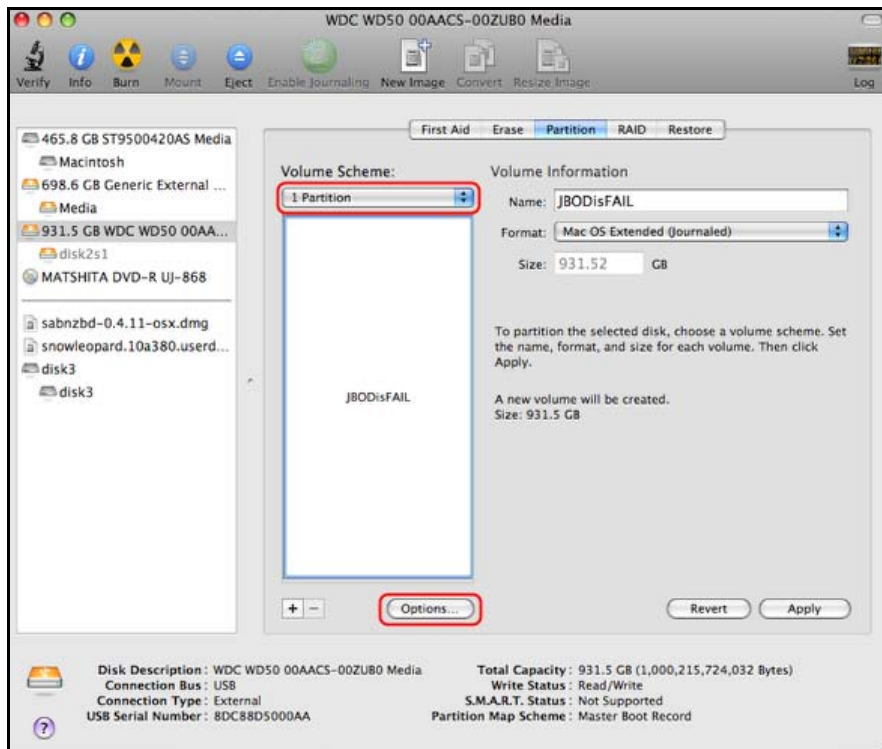 WDC WD50 00AACS-00ZUB0 Media
Verify Info Burn Mount Eject Enable Journaling New Image Convert Resize Image Log
465.8 GB ST9500420AS Media
Macintosh
698.6 GB Generic External ...
Media
931.5 GB WDC WD50 00AA...
disk2s1
MATSHITA DVD-R UJ-868
sabnzbd-0.4.11-osx.dmg
snowleopard.10a380.userd...
disk3
disk3
First Aid Erase Partition RAID Restore
Volume Scheme:
1 Partition
JBODisFAIL
+ −
Options...
Volume Information
Name: JBODisFAIL
Format: Mac OS Extended (Journaled)
Size: 931.52 GB
To partition the selected disk, choose a volume scheme. Set
the name, format, and size for each volume. Then click
Apply.
A new volume will be created.
Size: 931.5 GB
Revert Apply
Disk Description : WDC WD50 00AACS-00ZUB0 Media
Connection Bus : USB
Connection Type : External
USB Serial Number : 8DC88D5000AA
Total Capacity : 931.5 GB (1,000,215,724,032 Bytes)
Write Status : Read/Write
S.M.A.R.T. Status : Not Supported
Partition Map Scheme : Master Boot Record
?